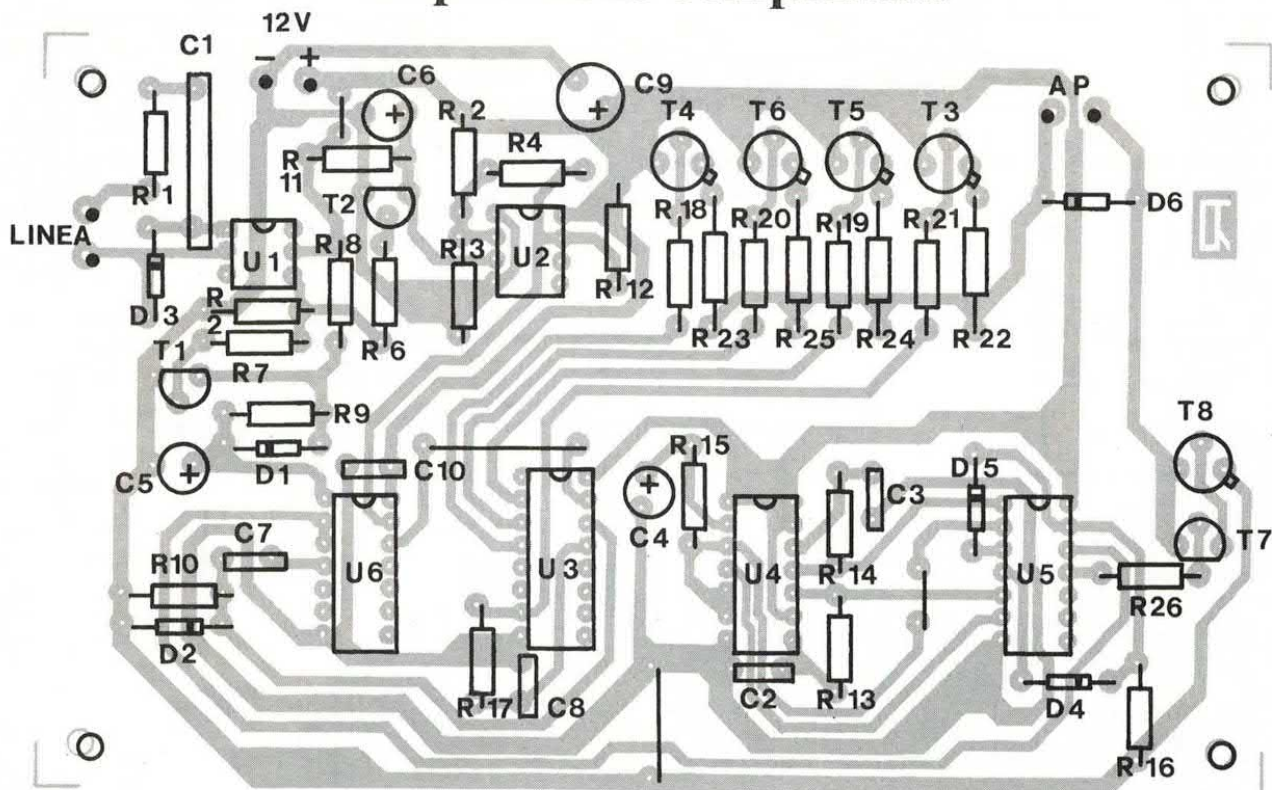 12V
C1
- +
C6
C9
A P
R 2
T4
T6
T5
T3
R4
R 11
R 1
T2
R 18
R 20
R 19
R 21
D6
LINEA
U1
R 8
R 3
U2
R 12
D 3
R 2
R 6
R 23
R 25
R 24
R 22
T1
R7
R9
T8
R 15
D1
C10
D 5
C5
C3
C4
T7
C7
R10
U6
U3
U4
R 14
U5
R26
D2
R 17
C8
C2
R 13
D4
R 16